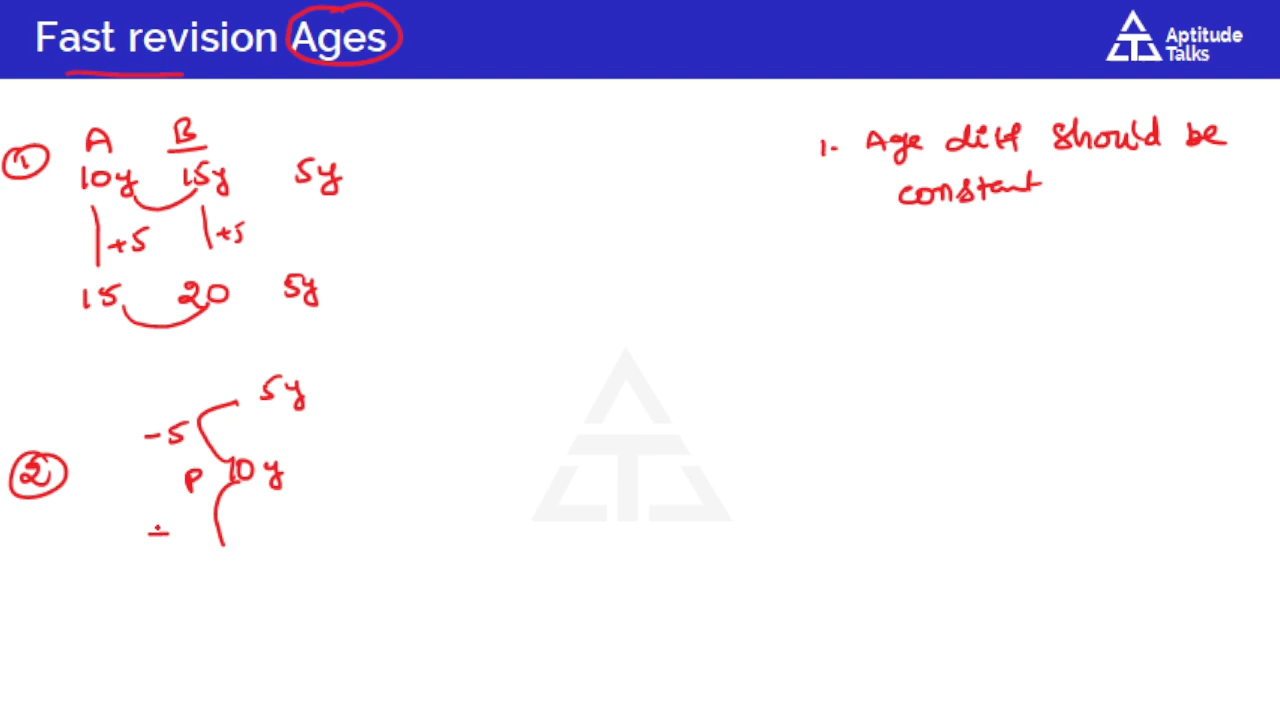 Fast revision Ages
Aptitude
Talks
1 A B
10y 15y 5y
+5 +5
15 20 5y
1. Age diff should be
constant
5y
-5
2 P 10y